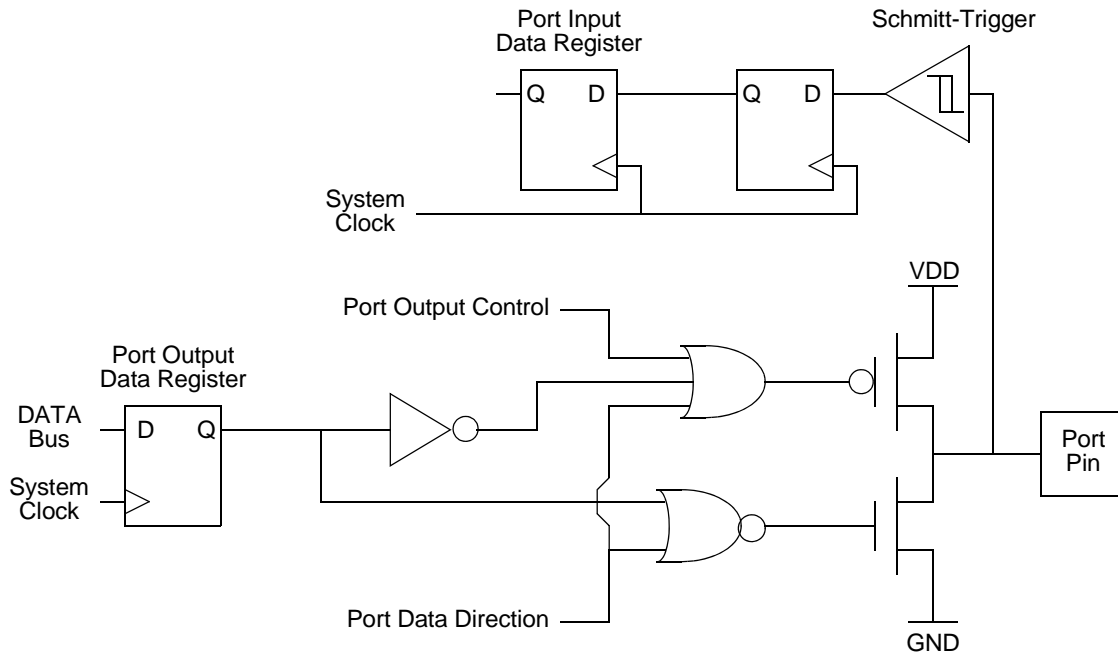 Port Input
Data Register
Schmitt-Trigger
Q D
Q D
System
Clock
VDD
Port Output Control
Port Output
Data Register
DATA
Bus
D Q
System
Clock
Port
Pin
Port Data Direction
GND